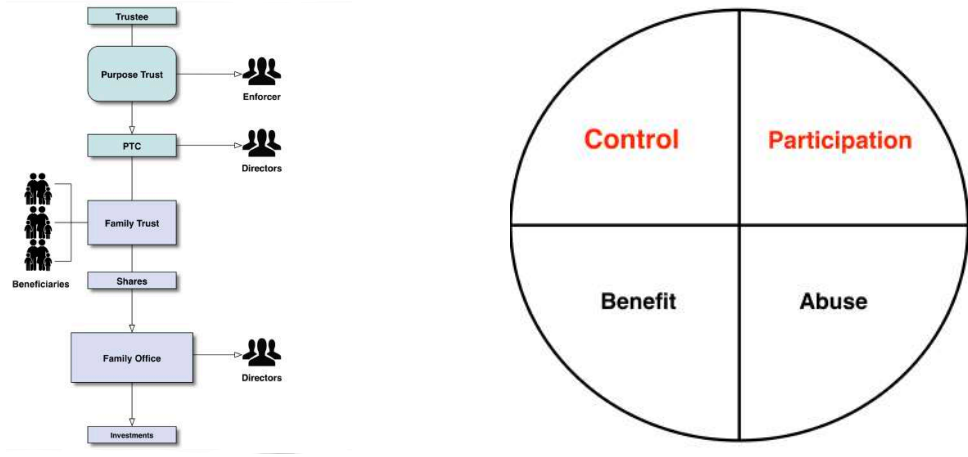 Trustee
Purpose Trust
Enforcer
PTC
Directors
Family Trust
Beneficiaries
Shares
Family Office
Directors
Investments
Control
Participation
Benefit
Abuse